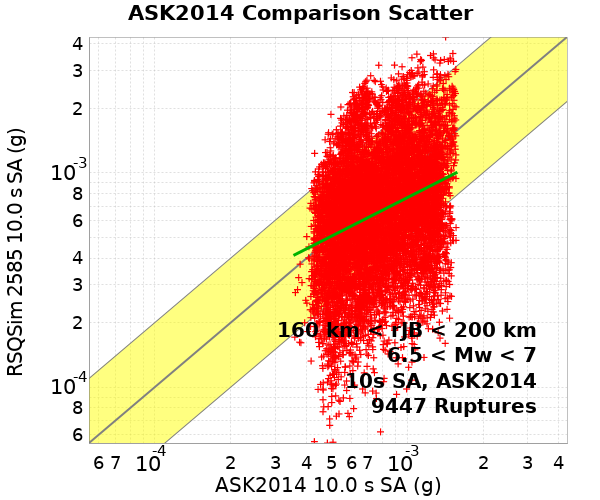 ASK2014 Comparison Scatter
RSQSim 2585 10.0 s SA (g)
4
3
2
10-3
8
6
4
3
2
10-4
8
6
160 km < rJB < 200 km
6.5 < Mw < 7
10s SA, ASK2014
9447 Ruptures
6 7 10-4 2 3 4 5 6 7 10-3 2 3 4
ASK2014 10.0 s SA (g)